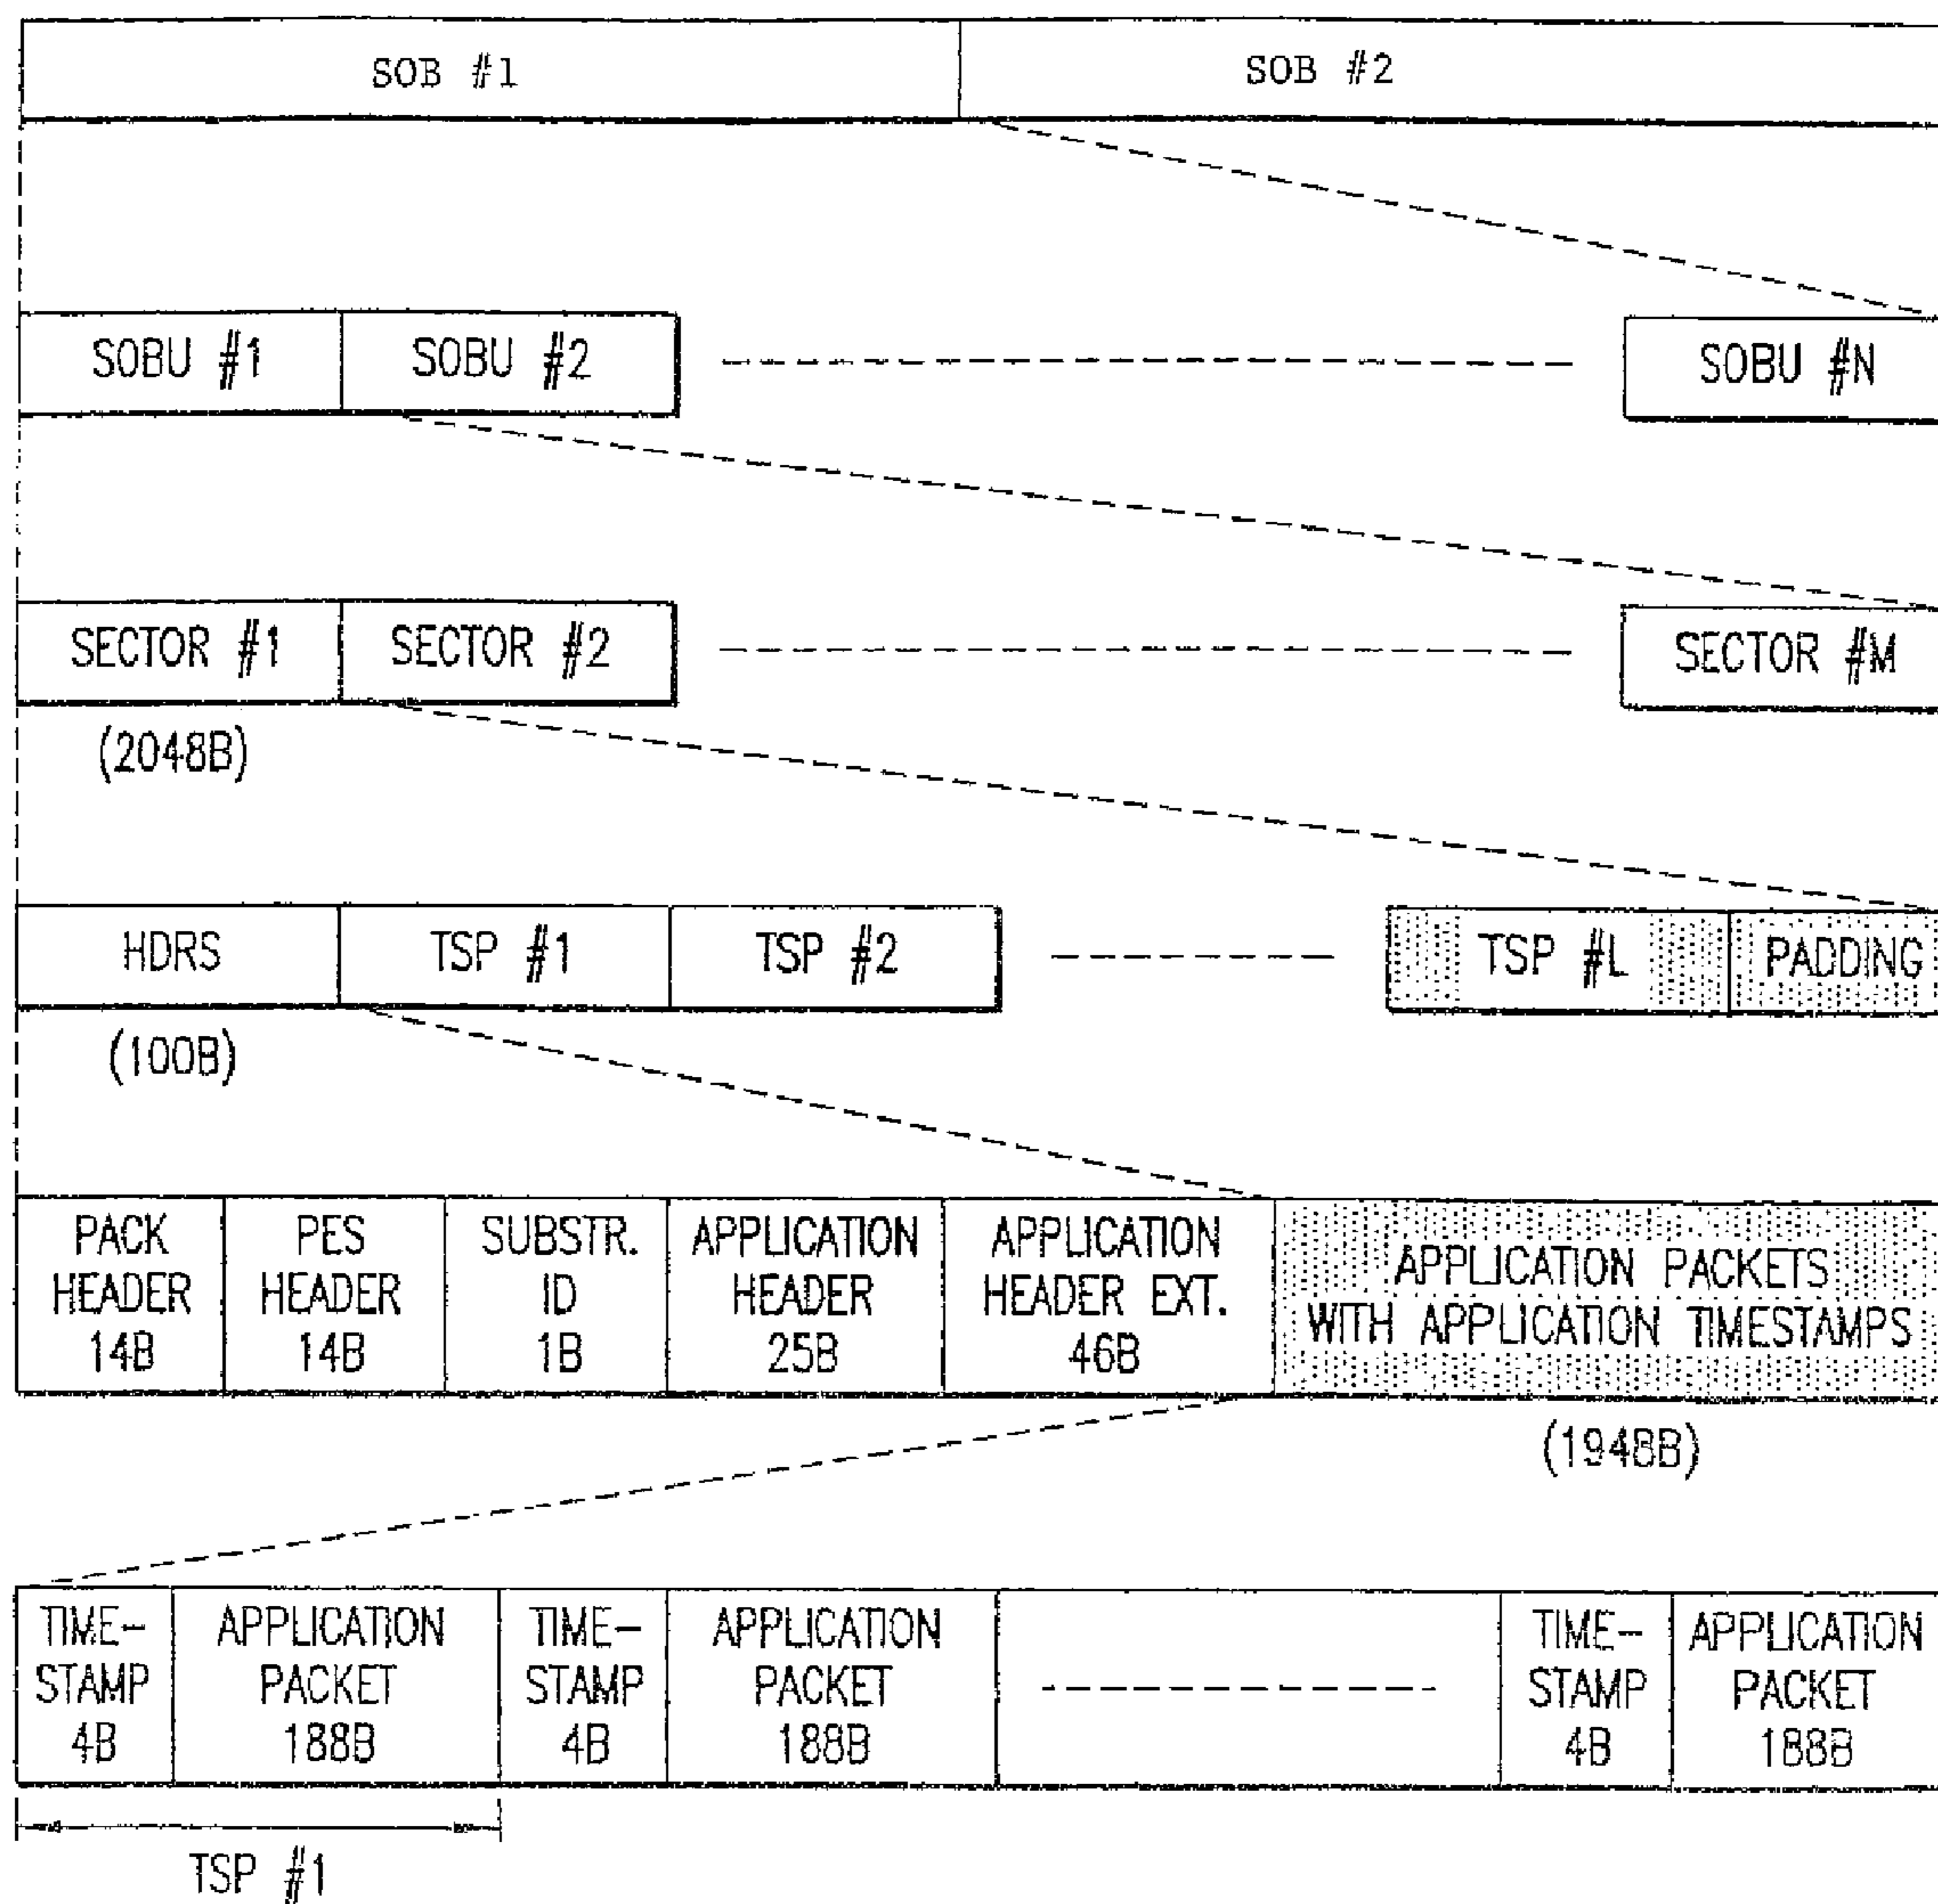 SOB #1
SOB #2
SOBU #1
SOBU #2
SOBU #N
SECTOR #1
SECTOR #2
SECTOR #M
(2048B)
HDRS
TSP #1
TSP #2
TSP #L
PADDING
(100B)
PACK
HEADER
14B
PES
HEADER
14B
SUBSTR.
ID
1B
APPLICATION
HEADER
25B
APPLICATION
HEADER EXT.
46B
APPLICATION PACKETS
WITH APPLICATION TIMESTAMPS
(1948B)
TIME-
STAMP
4B
APPLICATION
PACKET
188B
TIME-
STAMP
4B
APPLICATION
PACKET
188B
TIME-
STAMP
4B
APPLICATION
PACKET
188B
TSP #1